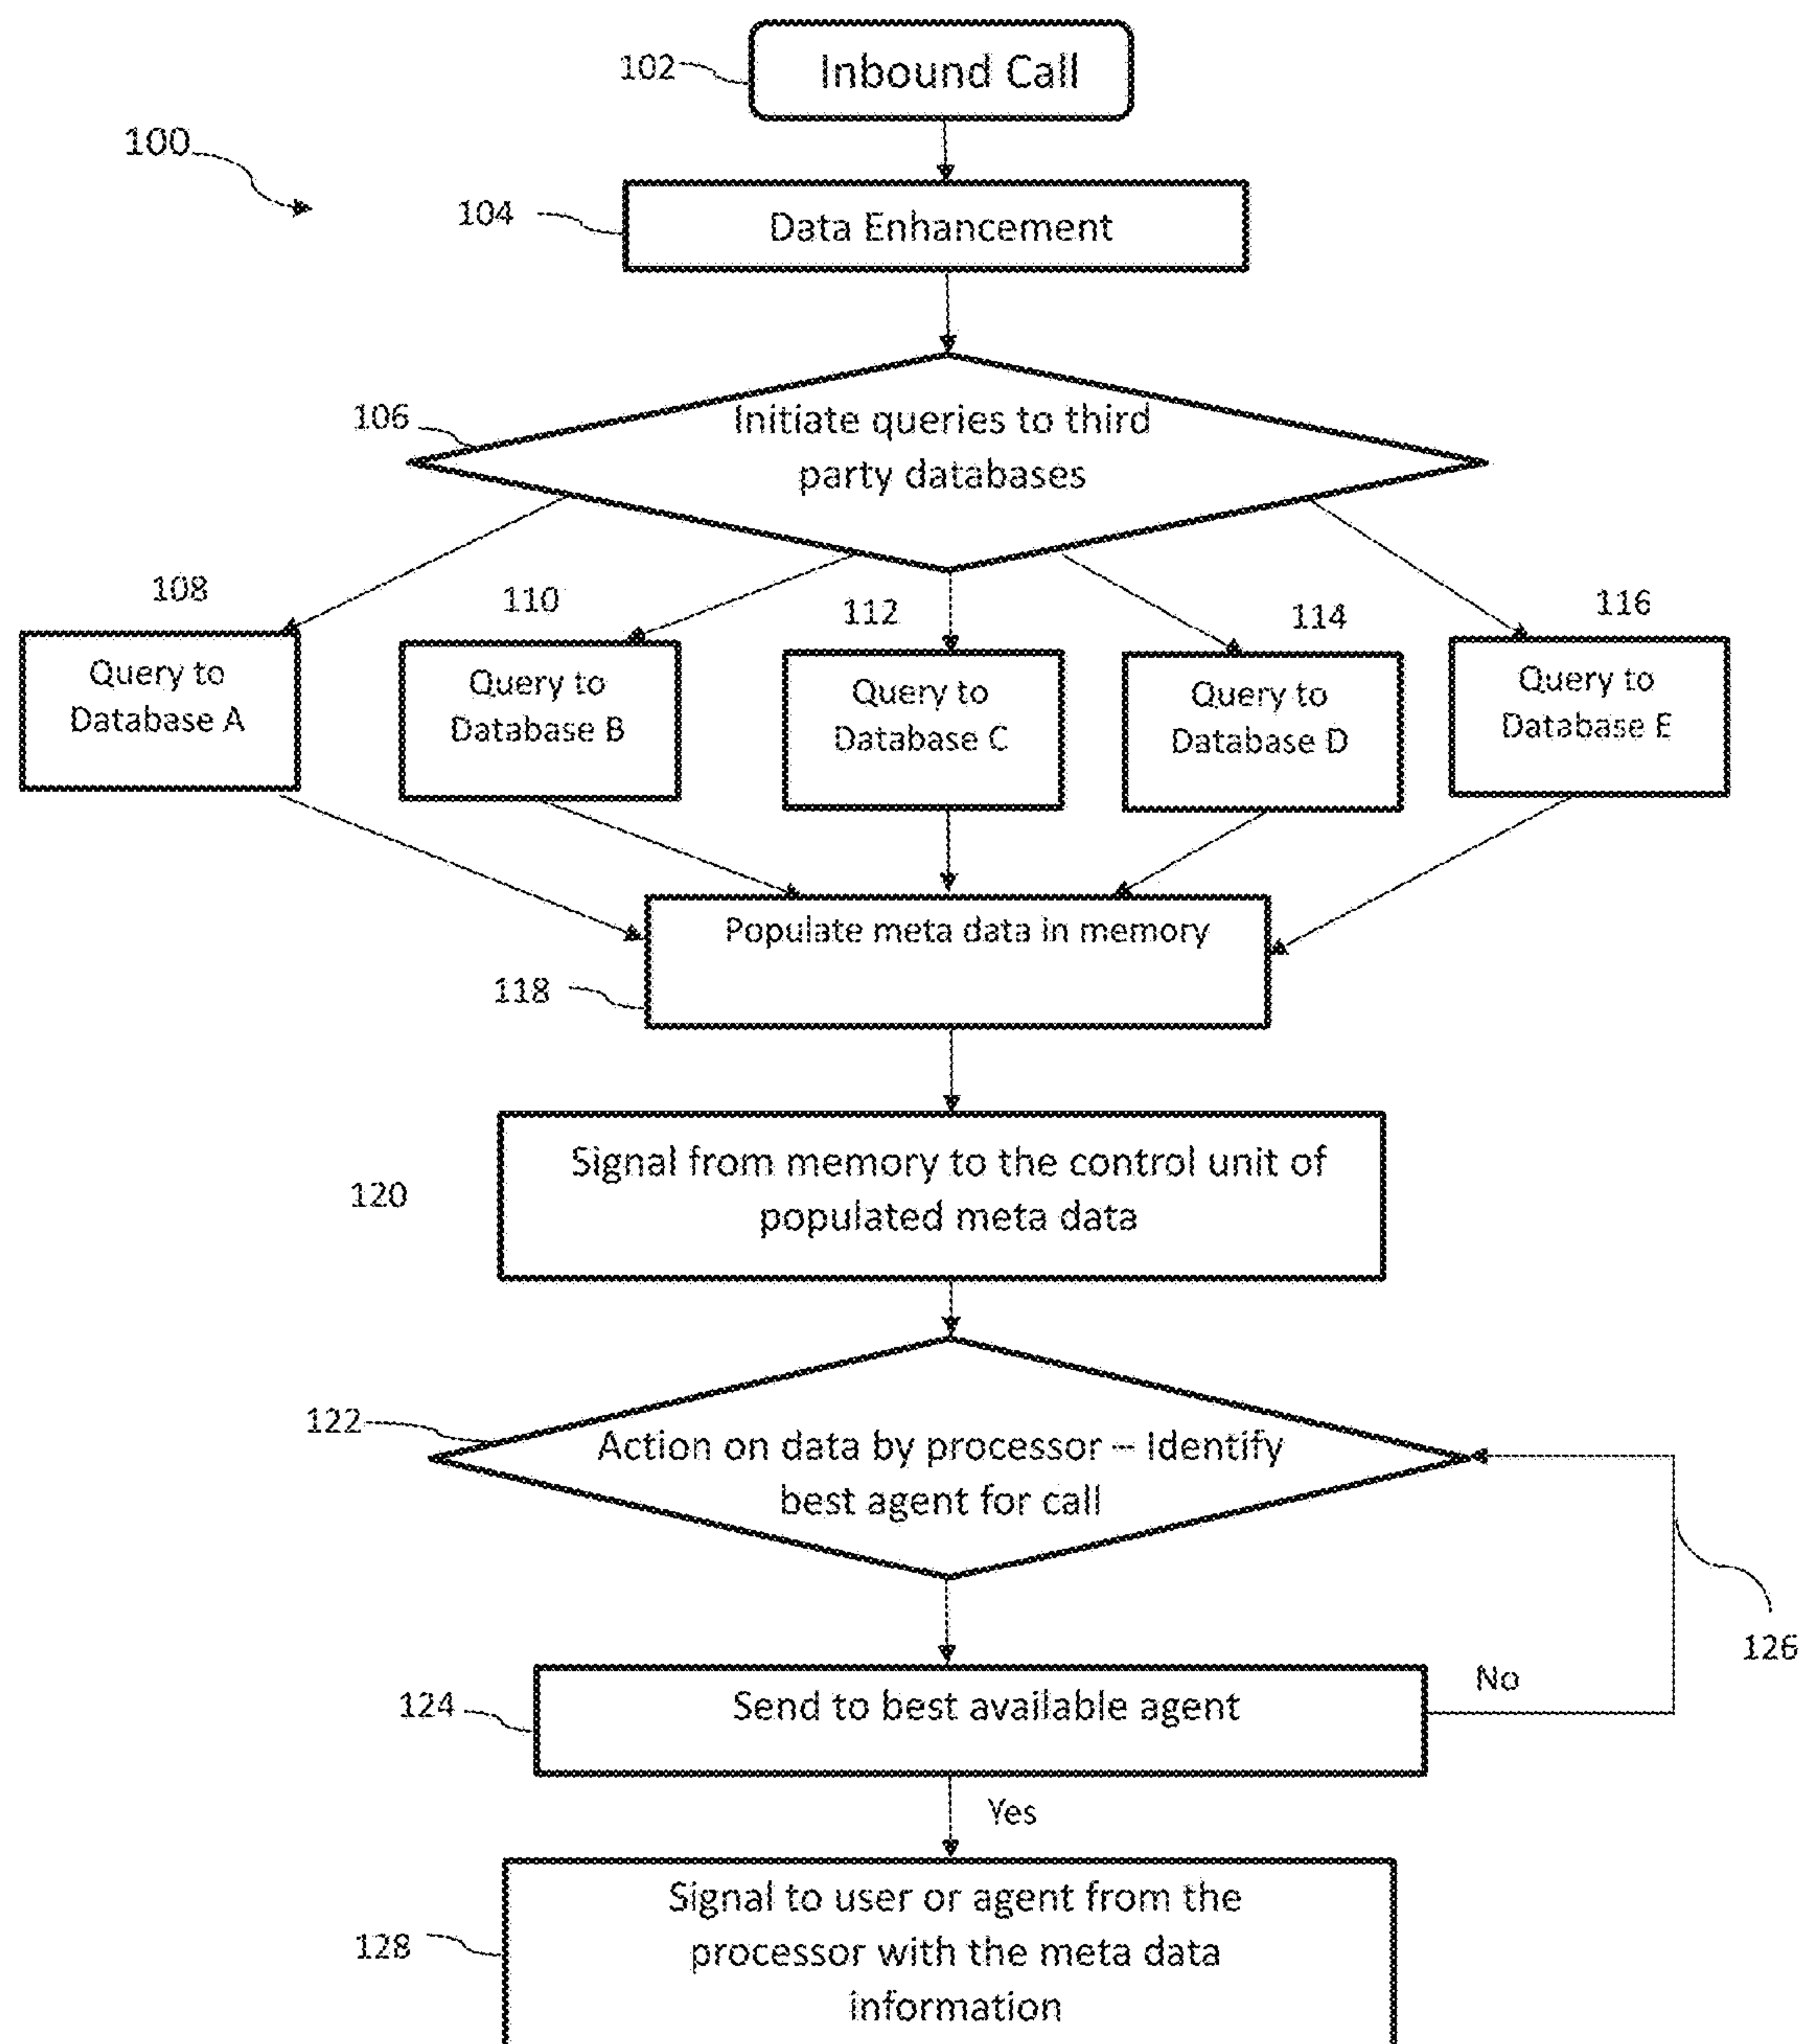 102
Inbound Call
100
104
Data Enhancement
106
Initiate queries to third
party databases
108
110
112
114
116
Query to
Database A
Query to
Database B
Query to
Database C
Query to
Database D
Query to
Database E
Populate meta data in memory
118
Signal from memory to the control unit of
populated meta data
120
122
Action on data by processor – Identify
best agent for call
126
124
Send to best available agent
No
Yes
128
Signal to user or agent from the
processor with the meta data
information